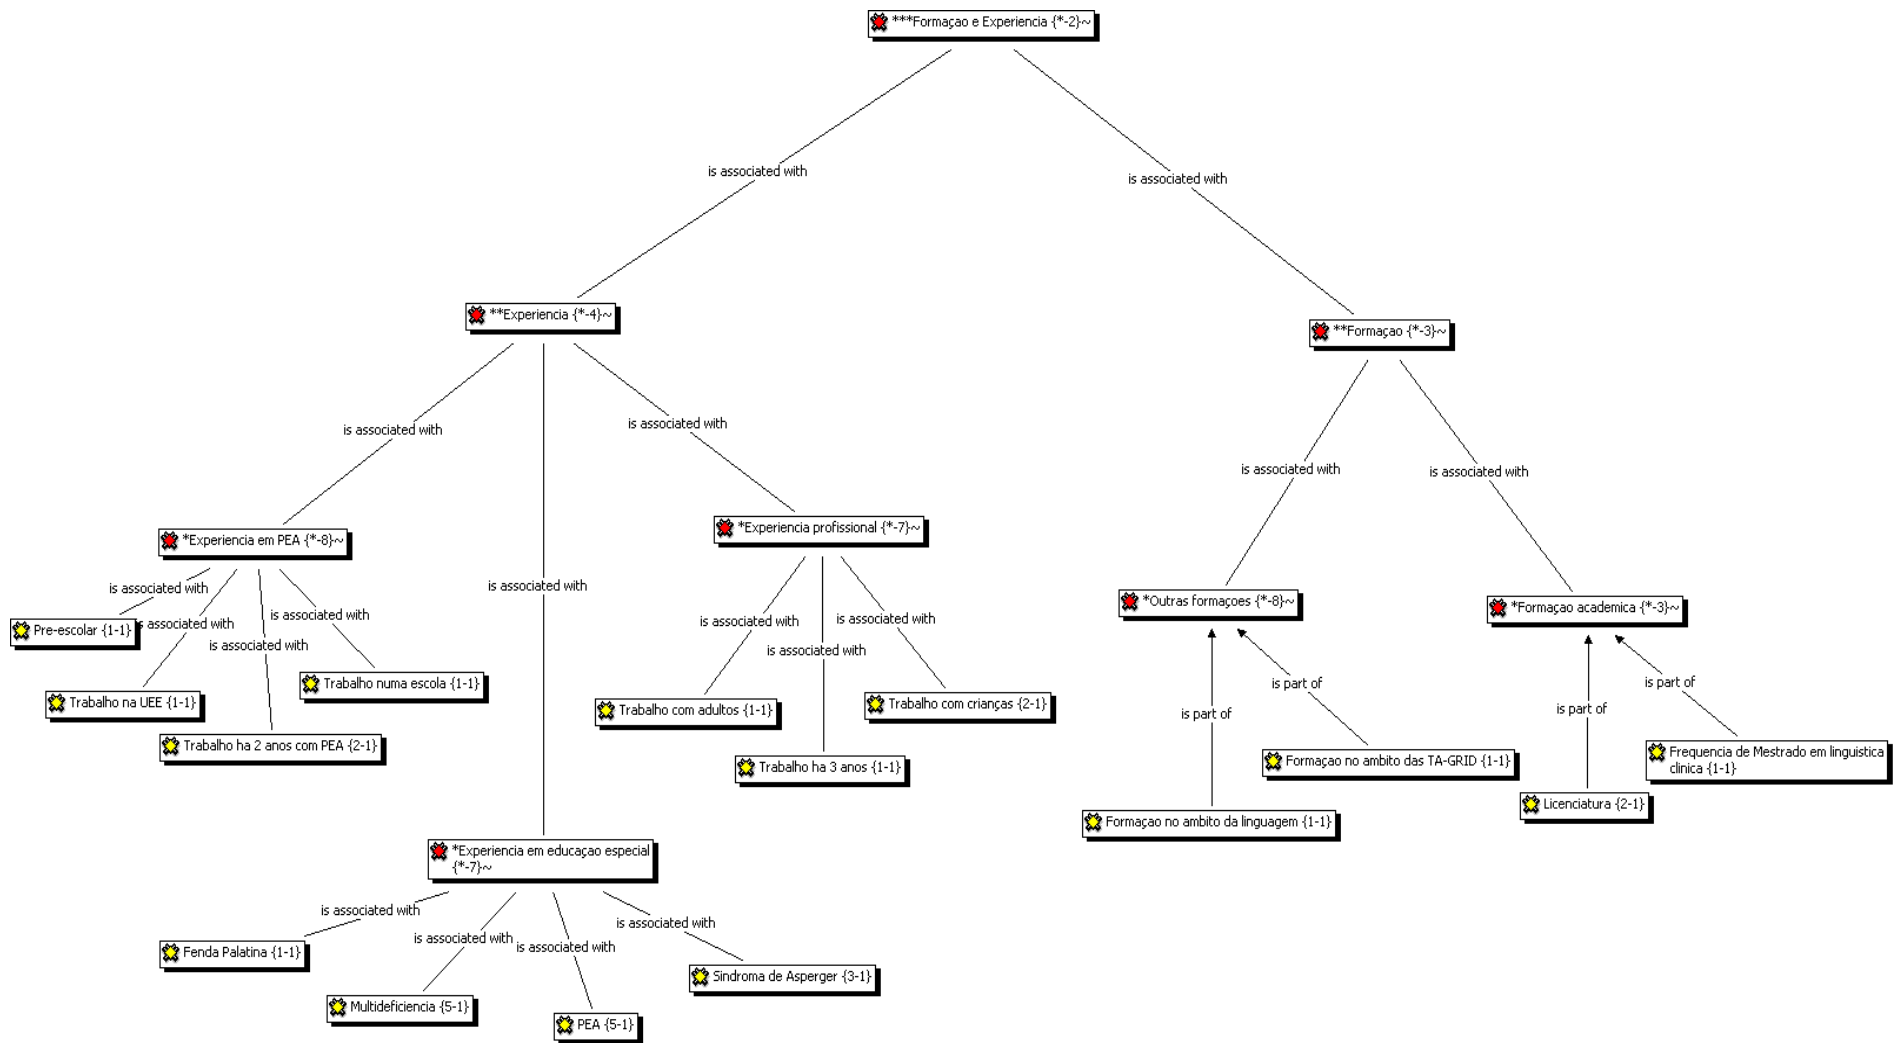 ***Formaçao e Experiencia {*-2}~
is associated with
is associated with
**Experiencia {*-4}~
**Formaçao {*-3}~
is associated with
is associated with
is associated with
is associated with
is associated with
*Experiencia em PEA {*-8}~
*Experiencia profissional {*-7}~
*Outras formaçoes {*-8}~
*Formaçao academica {*-3}~
is associated with
is associated with
is associated with
is associated with
Pre-escolar {1-1}
Trabalho na UEE {1-1}
Trabalho ha 2 anos com PEA {2-1}
Trabalho numa escola {1-1}
is associated with
is associated with
is associated with
Trabalho com adultos {1-1}
Trabalho ha 3 anos {1-1}
Trabalho com crianças {2-1}
is part of
is part of
Formaçao no ambito da linguagem {1-1}
Formaçao no ambito das TA-GRID {1-1}
is part of
is part of
Licenciatura {2-1}
Frequência de Mestrado em linguistica
clinica {1-1}
*Experiencia em educaçao especial
{*-7}~
is associated with
is associated with
is associated with
is associated with
Fenda Palatina {1-1}
Multideficiencia {5-1}
PEA {5-1}
Sindroma de Asperger {3-1}